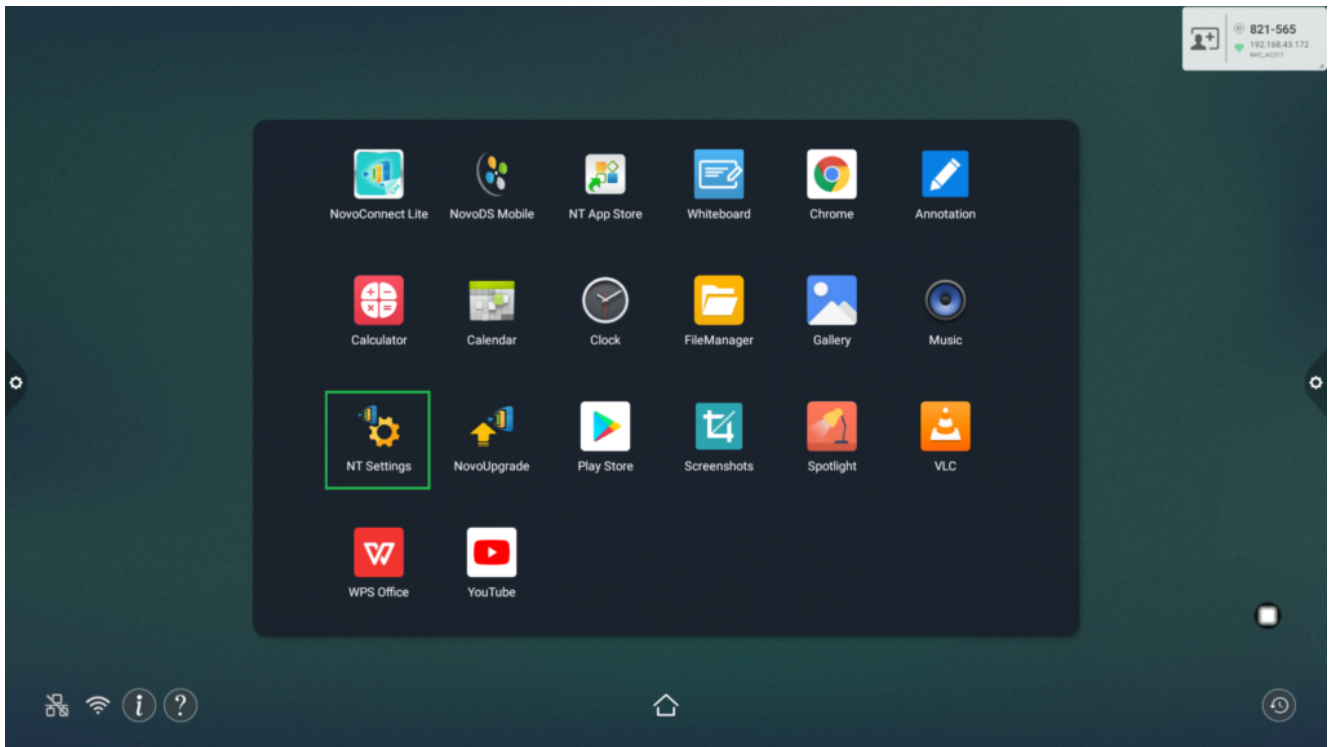 821-565
192.168.43.172
NVC_AC217
NovoConnect Lite
NovoDS Mobile
NT App Store
Whiteboard
Chrome
Annotation
Calculator
Calendar
Clock
FileManager
Gallery
Music
NT Settings
NovoUpgrade
Play Store
Screenshots
Spotlight
VLC
WPS Office
YouTube
i
?